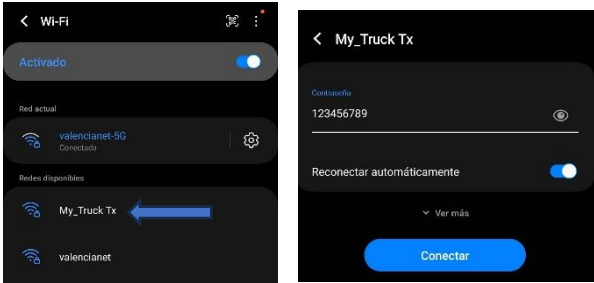 Wi-Fi
Activado
Red actual
valencianet-5G
Conectada
Redes disponibles
My_Truck Tx
valencianet
My_Truck Tx
Contraseña
123456789
Reconectar automáticamente
Ver más
Conectar